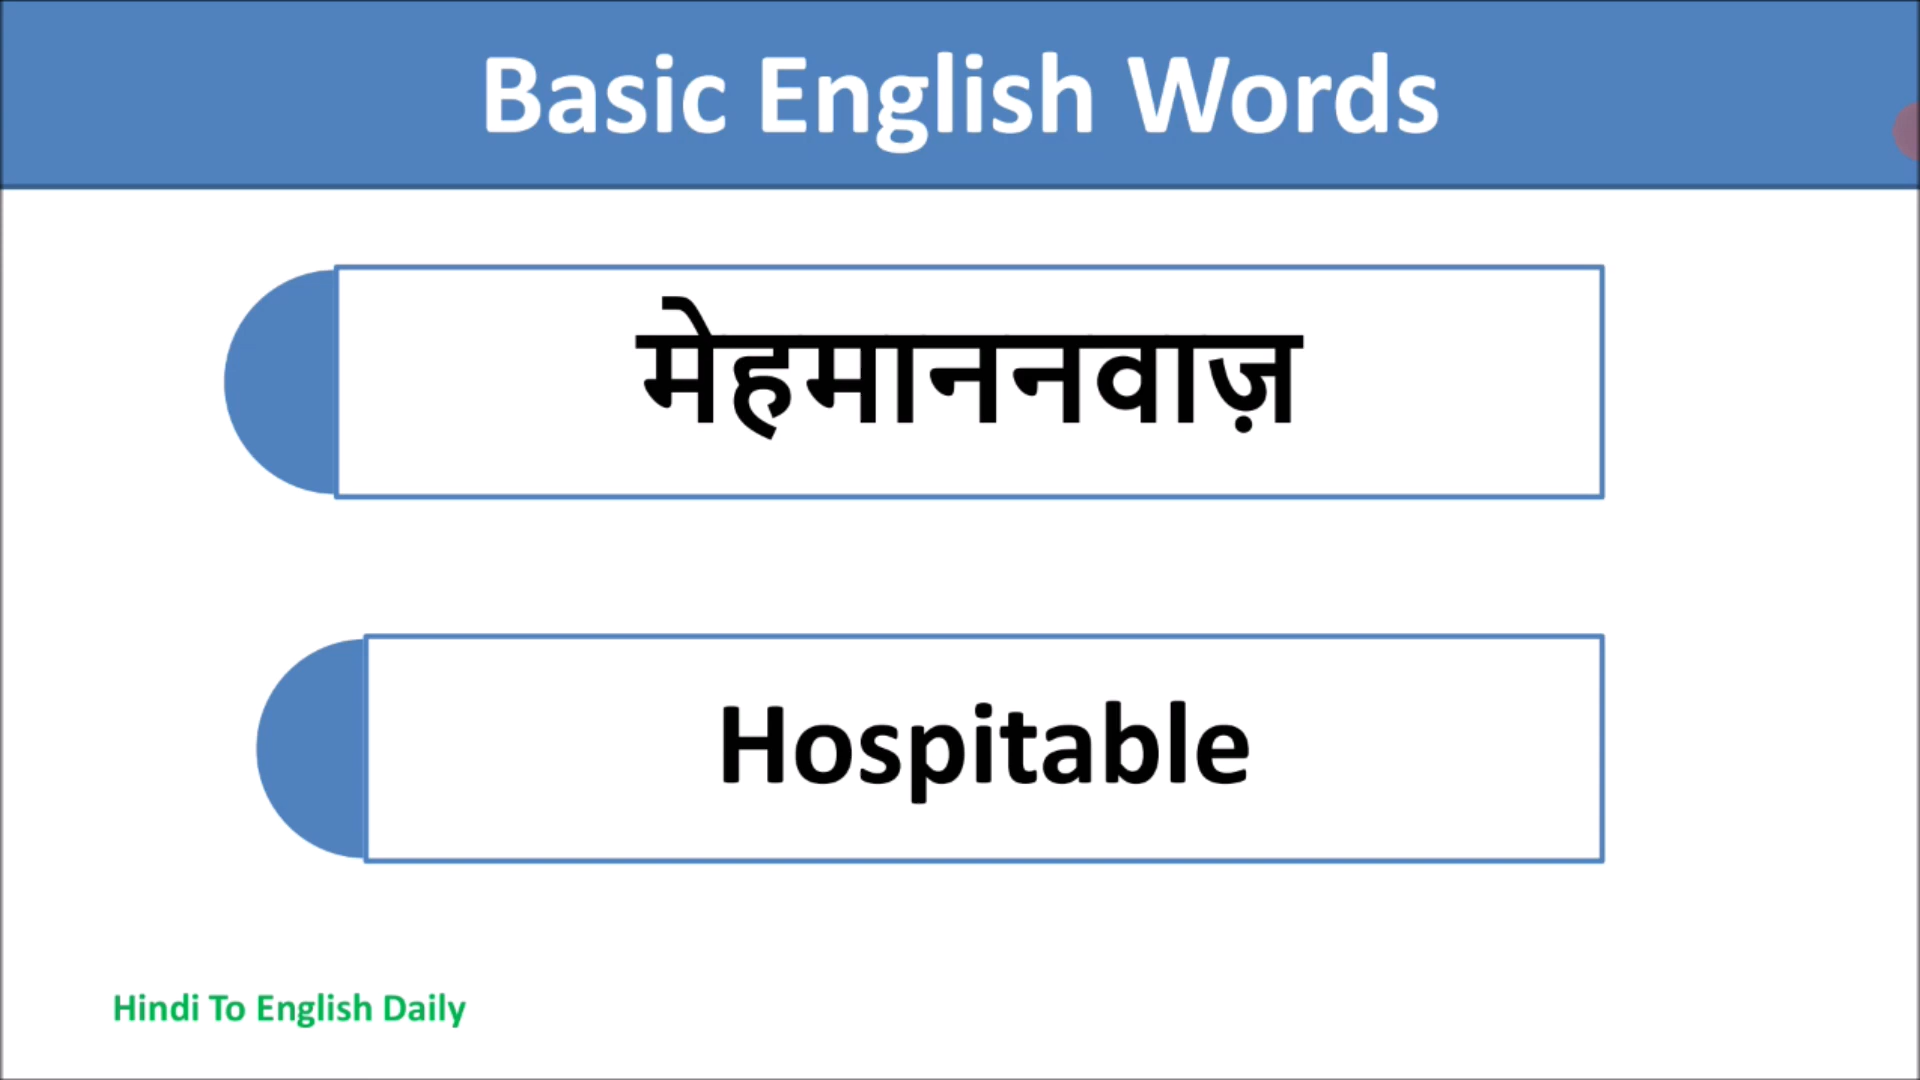 Basic English Words
मेहमाननवाज़
Hospitable
Hindi To English Daily